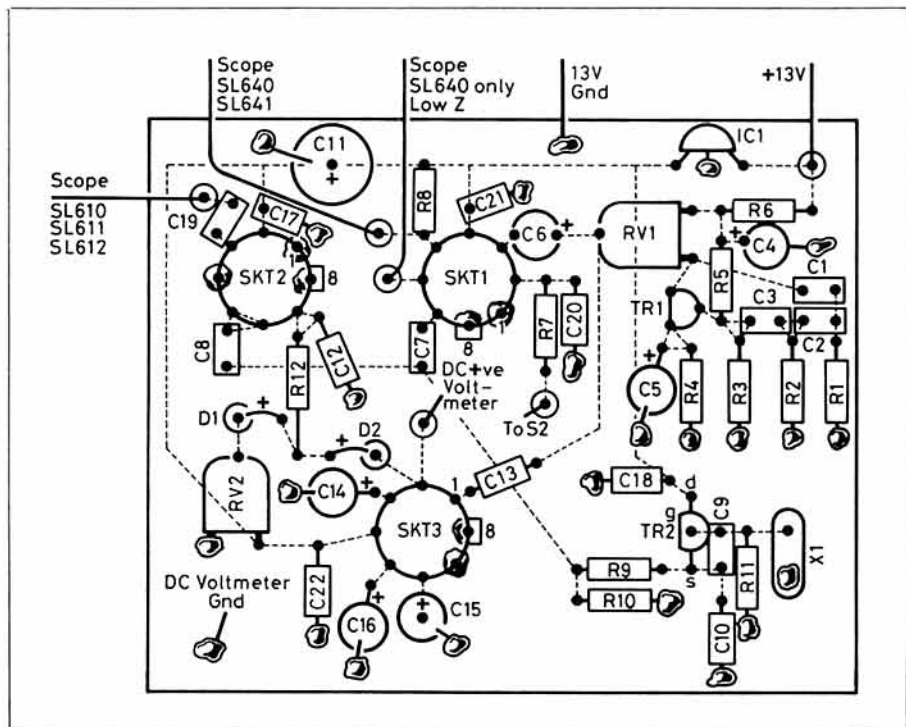 Scope
SL640
SL641
Scope
SL640 only
Low Z
13V
Gnd
+13V
Scope
SL610
SL611
SL612
C11
+
IC1
R8
C21
C17
C19
C6
+
RV1
R6
+
C4
1
SKT2
8
SKT1
1
8
R5
C1
TR1
C3
C2
C8
C7
R7
C20
R12
C12
DC +ve
Volt-
meter
To S2
+
C5
R4
R3
R2
R1
D1
+
+
D2
RV2
C14
+
1
C13
SKT3
8
C18
d
g
TR2
s
C9
R11
X1
R9
R10
DC Voltmeter
Gnd
C22
+
C16
+
C15
C10